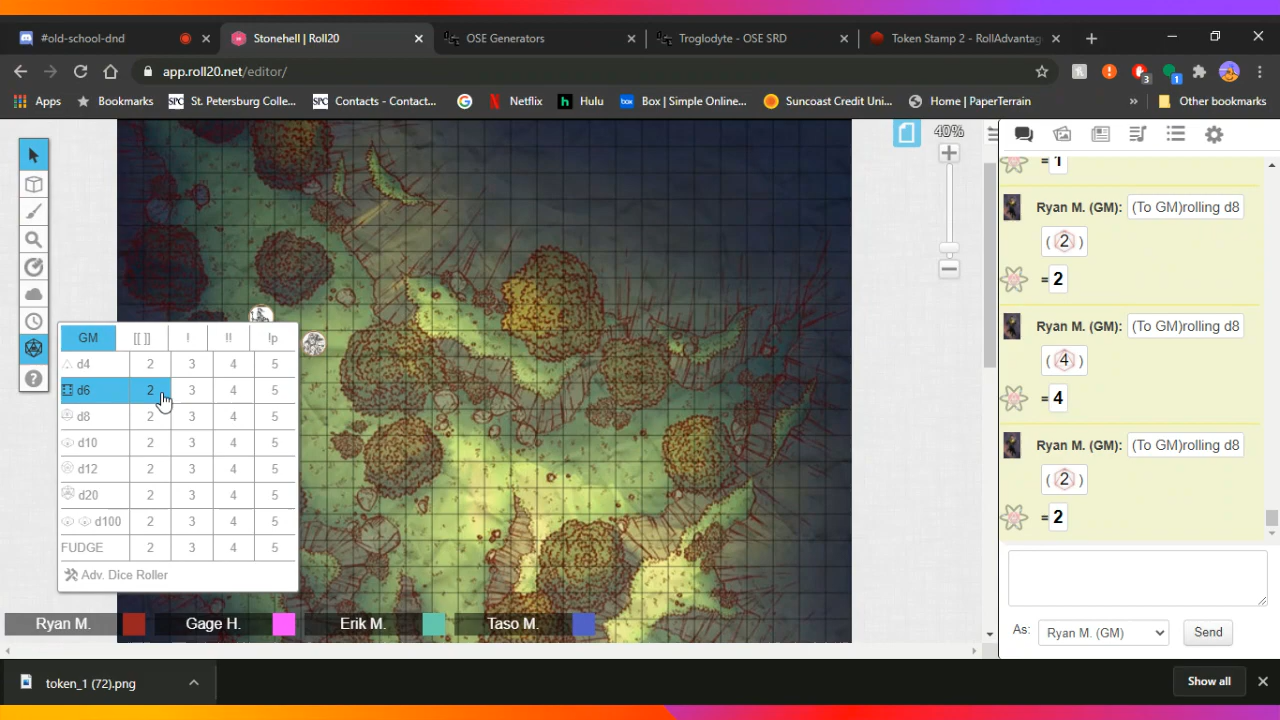 #old-school-dnd
Stonehell | Roll20
OSE Generators
Troglodyte - OSE SRD
Token Stamp 2 - RollAdvantag
app.roll20.net/editor/
3
1
Apps
Bookmarks
SPC St. Petersburg Colle...
SPC Contacts - Contact...
Netflix
h Hulu
box Box | Simple Online...
Suncoast Credit Uni...
Home | PaperTerrain
»
Other bookmarks
40%
= 1
Ryan M. (GM): (To GM)rolling d8
( 2 )
= 2
Ryan M. (GM): (To GM)rolling d8
( 4 )
= 4
Ryan M. (GM): (To GM)rolling d8
( 2 )
= 2
GM [[ ]] ! !! !p
d4 2 3 4 5
d6 2 3 4 5
d8 2 3 4 5
d10 2 3 4 5
d12 2 3 4 5
d20 2 3 4 5
d100 2 3 4 5
FUDGE 2 3 4 5
Adv. Dice Roller
Ryan M.
Gage H.
Erik M.
Taso M.
As: Ryan M. (GM) Send
token_1 (72).png
Show all